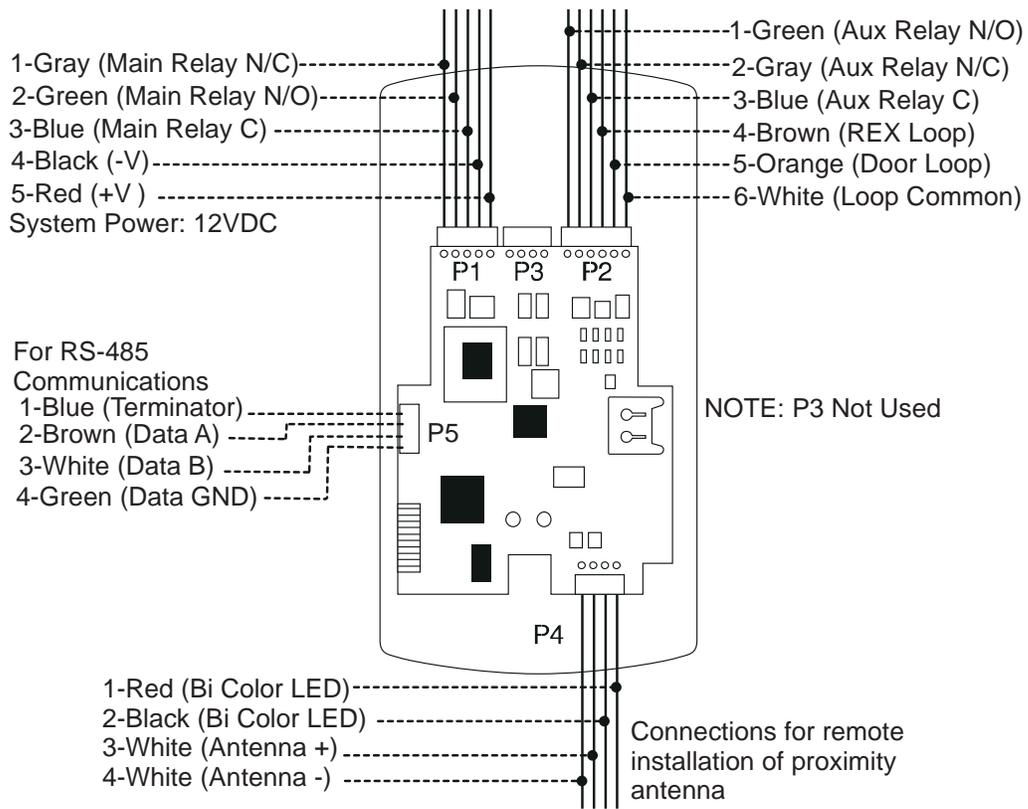 1-Gray (Main Relay N/C)
2-Green (Main Relay N/O)
3-Blue (Main Relay C)
4-Black (-V)
5-Red (+V )
System Power: 12VDC
1-Green (Aux Relay N/O)
2-Gray (Aux Relay N/C)
3-Blue (Aux Relay C)
4-Brown (REX Loop)
5-Orange (Door Loop)
6-White (Loop Common)
P1 P3 P2
For RS-485
Communications
1-Blue (Terminator)
2-Brown (Data A)
3-White (Data B)
4-Green (Data GND)
P5
NOTE: P3 Not Used
P4
1-Red (Bi Color LED)
2-Black (Bi Color LED)
3-White (Antenna +)
4-White (Antenna -)
Connections for remote
installation of proximity
antenna